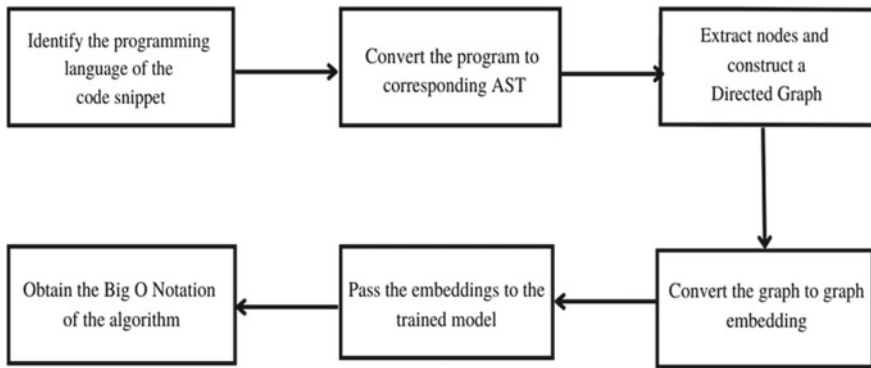 Identify the programming
language of the
code snippet
Convert the program to
corresponding AST
Extract nodes and
construct a
Directed Graph
Convert the graph to graph
embedding
Pass the embeddings to the
trained model
Obtain the Big O Notation
of the algorithm